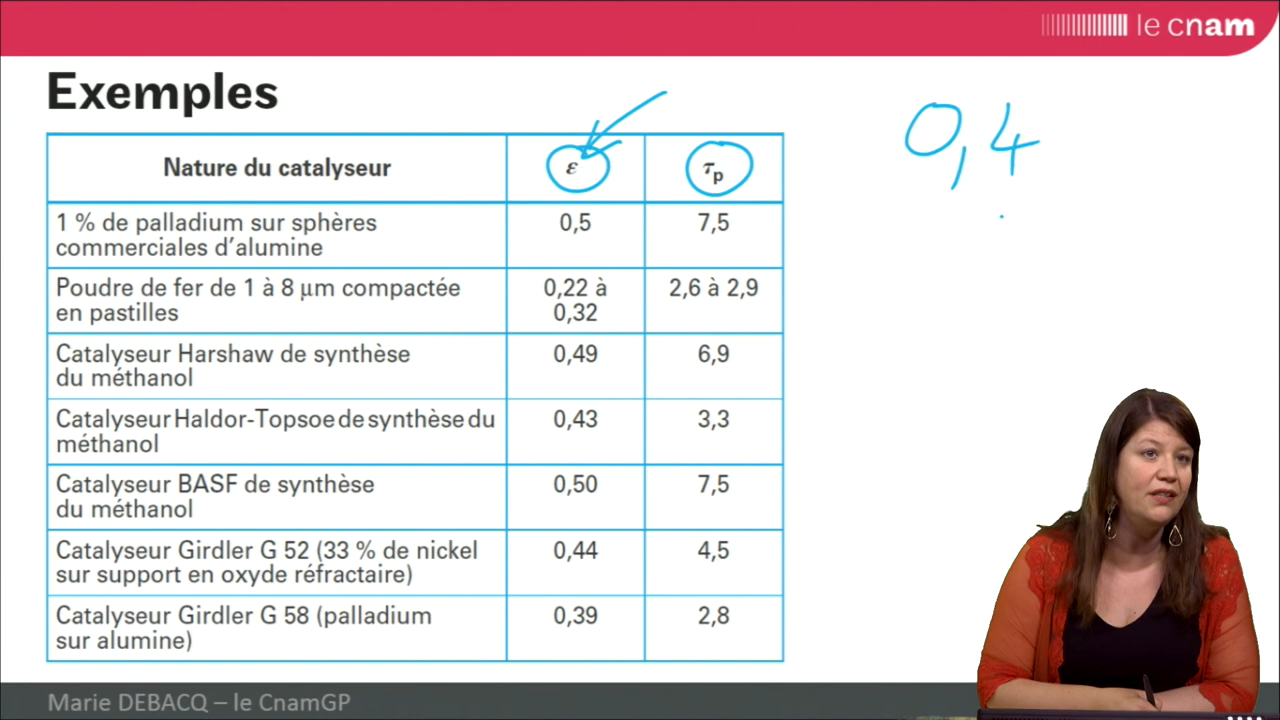 le cnam
Exemples
0,4
Nature du catalyseur ε τp
1 % de palladium sur sphères
commerciales d’alumine
0,5 7,5
Poudre de fer de 1 à 8 µm compactée
en pastilles
0,22 à
0,32
2,6 à 2,9
Catalyseur Harshaw de synthèse
du méthanol
0,49 6,9
Catalyseur Haldor-Topsoe de synthèse du
méthanol
0,43 3,3
Catalyseur BASF de synthèse
du méthanol
0,50 7,5
Catalyseur Girdler G 52 (33 % de nickel
sur support en oxyde réfractaire)
0,44 4,5
Catalyseur Girdler G 58 (palladium
sur alumine)
0,39 2,8
Marie DEBACQ – le CnamGP